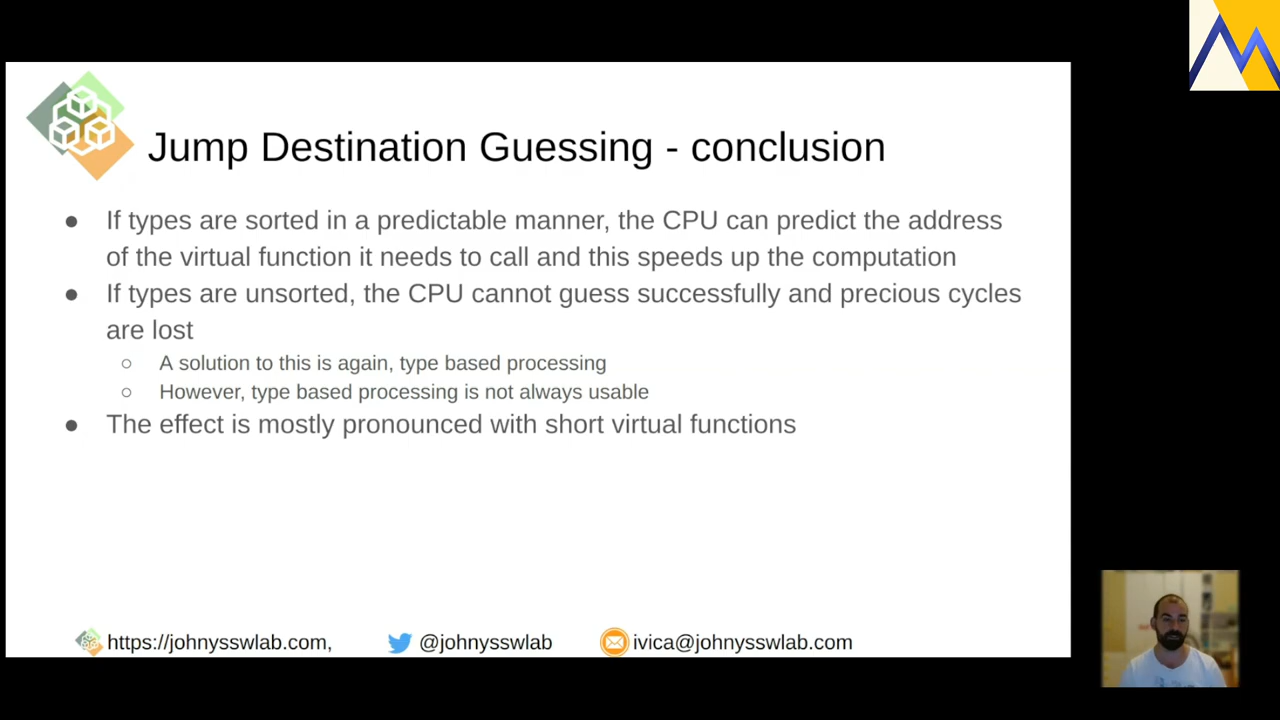 Jump Destination Guessing - conclusion
● If types are sorted in a predictable manner, the CPU can predict the address
of the virtual function it needs to call and this speeds up the computation
● If types are unsorted, the CPU cannot guess successfully and precious cycles
are lost
○ A solution to this is again, type based processing
○ However, type based processing is not always usable
● The effect is mostly pronounced with short virtual functions
https://johnysswlab.com, @johnysswlab ivica@johnysswlab.com